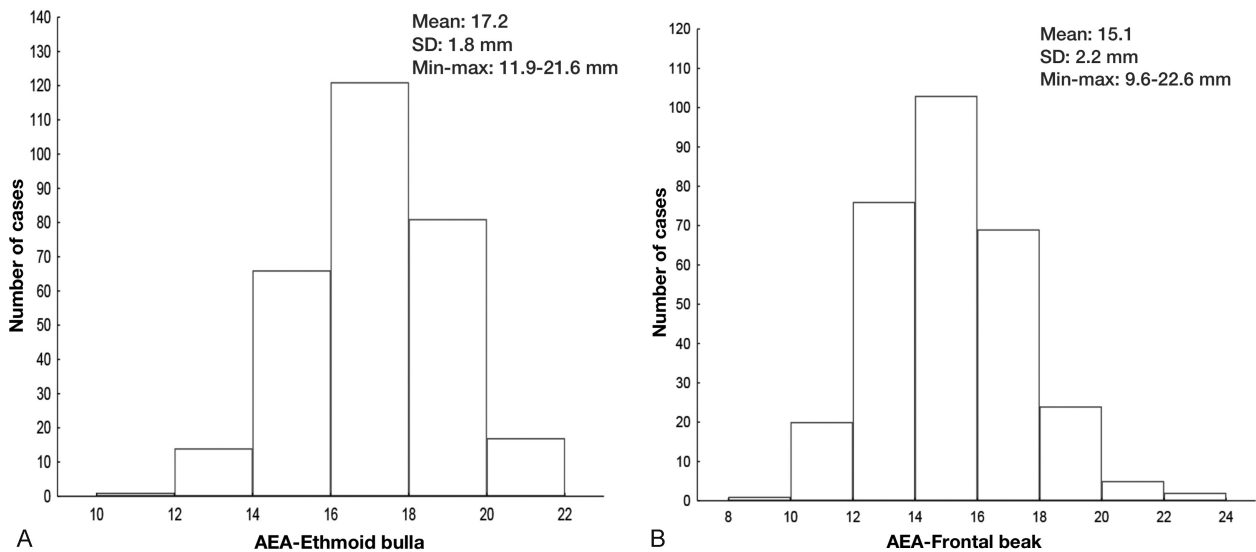 Mean: 17.2
SD: 1.8 mm
Min-max: 11.9-21.6 mm
140
130
120
110
100
90
80
70
60
50
40
30
20
10
0
Number of cases
10 12 14 16 18 20 22
A
AEA-Ethmoid bulla
Mean: 15.1
SD: 2.2 mm
Min-max: 9.6-22.6 mm
120
110
100
90
80
70
60
50
40
30
20
10
0
Number of cases
8 10 12 14 16 18 20 22 24
B
AEA-Frontal beak